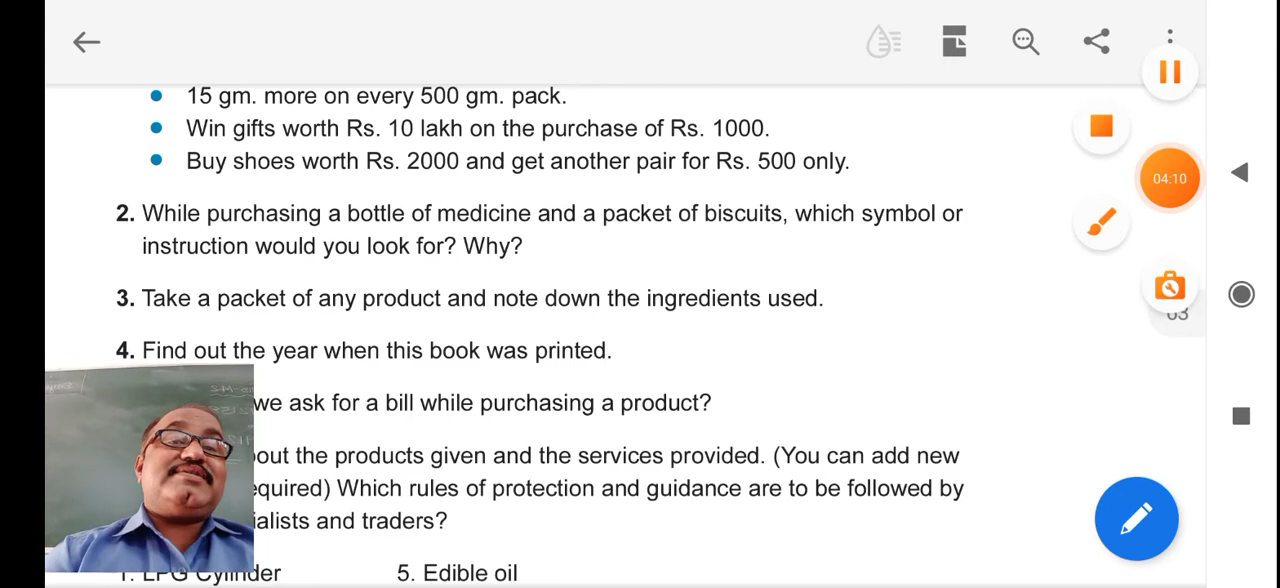 15 gm. more on every 500 gm. pack.
Win gifts worth Rs. 10 lakh on the purchase of Rs. 1000.
Buy shoes worth Rs. 2000 and get another pair for Rs. 500 only.
04:10
2. While purchasing a bottle of medicine and a packet of biscuits, which symbol or
instruction would you look for? Why?
3. Take a packet of any product and note down the ingredients used.
03
4. Find out the year when this book was printed.
we ask for a bill while purchasing a product?
out the products given and the services provided. (You can add new
equired) Which rules of protection and guidance are to be followed by
ialists and traders?
1. LPG Cylinder 5. Edible oil